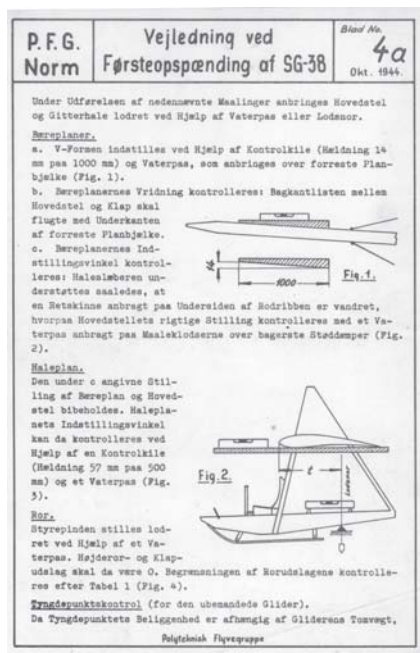 P.F.G.
Norm
Vejledning ved
Førsteopspænding af SG-38
Blad No.
4a
Okt. 1944.
Under Udførelsen af nedennævnte Maalinger anbringes Hovedstel
og Gitterhale lodret ved Hjælp af Vaterpas eller Lodsnor.
Bæreplaner.
a. V-Formen indstilles ved Hjælp af Kontrolkile (Hældning 14
mm paa 1000 mm) og Vaterpas, som anbringes over forreste Plan-
bjælke (Fig. 1).
b. Bæreplanernes Vridning kontrolleres: Bagkantlisten mellem
Hovedstel og Klap skal
flugte med Underkanten
af forreste Planbjælke.
c. Bæreplanernes Ind-
stillingsvinkel kontrol-
leres: Haleslæberen un-
derstøttes saaledes, at
14
1000
Fig.1.
en Retskinne anbragt paa Undersiden af Rodribben er vandret,
hvorpaa Hovedstellets rigtige Stilling kontrolleres med et Va-
terpas anbragt paa Maaleklodserne over bagerste Støddæmper (Fig.
2).
Haleplan.
Den under c angivne Stil-
ling af Bæreplan og Hoved-
stel bibeholdes. Halepla-
nets Indstillingsvinkel
kan da kontrolleres ved
Hjælp af en Kontrolkile
(Hældning 57 mm paa 500
mm) og et Vaterpas (Fig.
3).
Fig.2.
t
Lodsnor
Ror.
Styrepinden stilles lod-
ret ved Hjælp af et Va-
terpas. Højderor- og Klap-
udslag skal da være 0. Begrænsningen af Rorudslagene kontrolle-
res efter Tabel 1 (Fig. 4).
Tyngdepunktskontrol (for den ubemandede Glider).
Da Tyngdepunktets Beliggenhed er afhængig af Gliderens Tomvægt,
Polyteknisk Flyvegruppe